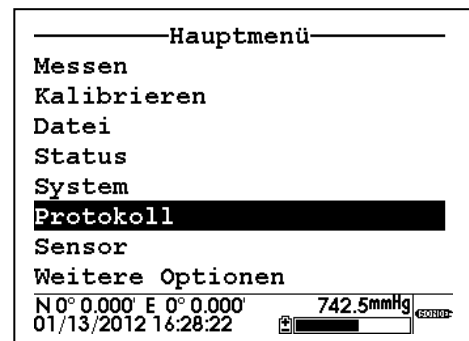 Hauptmenü
Messen
Kalibrieren
Datei
Status
System
Protokoll
Sensor
Weitere Optionen
N 0° 0.000' E 0° 0.000' 742.5mmHg
01/13/2012 16:28:22